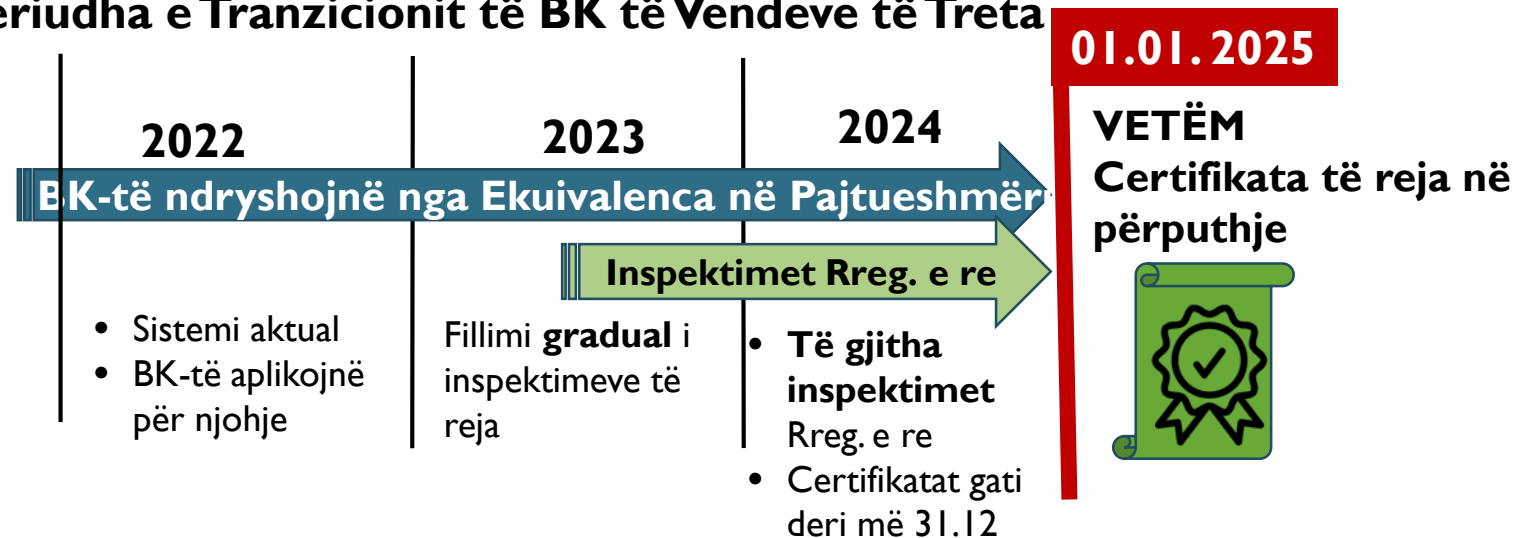 eriudha e Tranzicionit të BK të Vendeve të Treta
01.01. 2025
2022
2023
2024
BK-të ndryshojnë nga Ekuivalenca në Pajtueshmëri
Inspektimet Rreg. e re
• Sistemi aktual
• BK-të aplikojnë
për njohje
Fillimi gradual i
inspektimeve të
reja
• Të gjitha
inspektimet
Rreg. e re
• Certifikatat gati
deri më 31.12
VETËM
Certifikata të reja në
përputhje